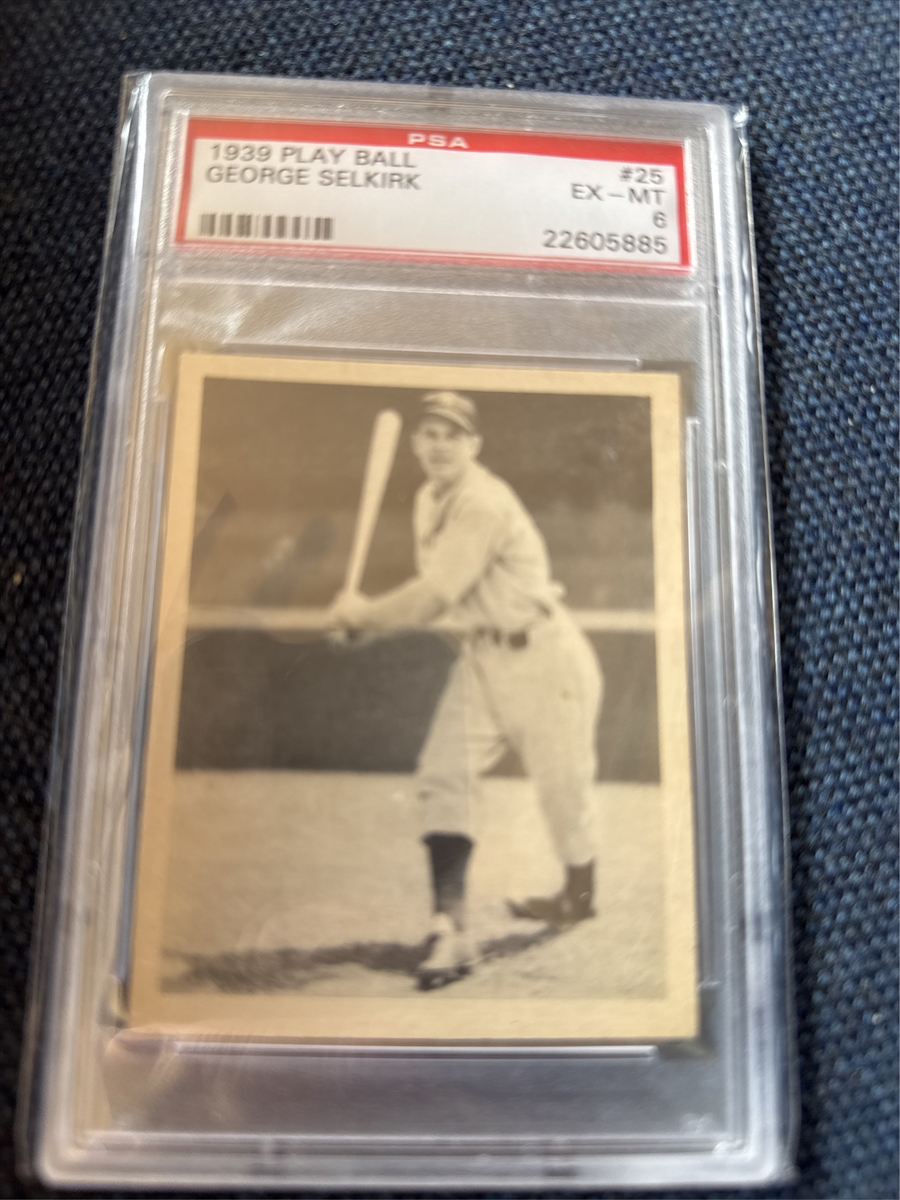 PSA
1939 PLAY BALL
#25
GEORGE SELKIRK
EX - MT
6
22605885